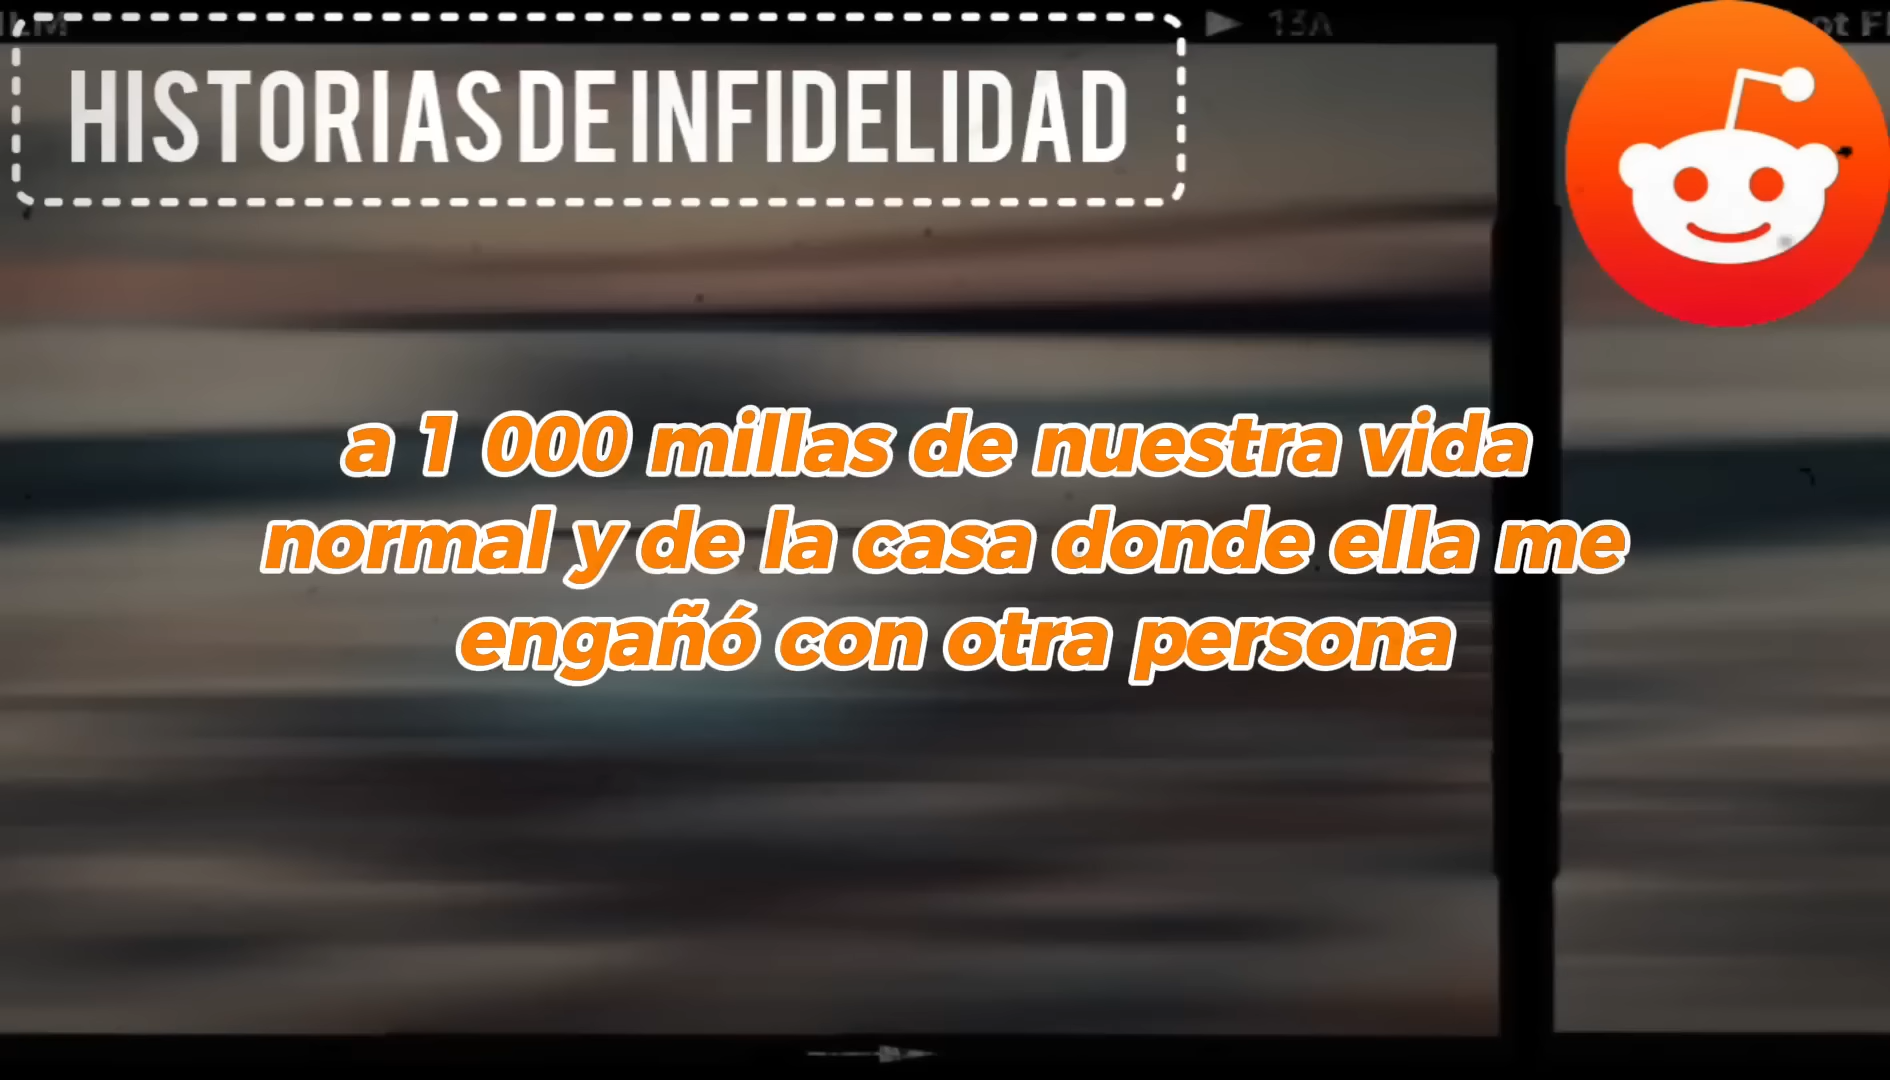 13A
HISTORIAS DE INFIDELIDAD
a 1 000 millas de nuestra vida
normal y de la casa donde ella me
engañó con otra persona